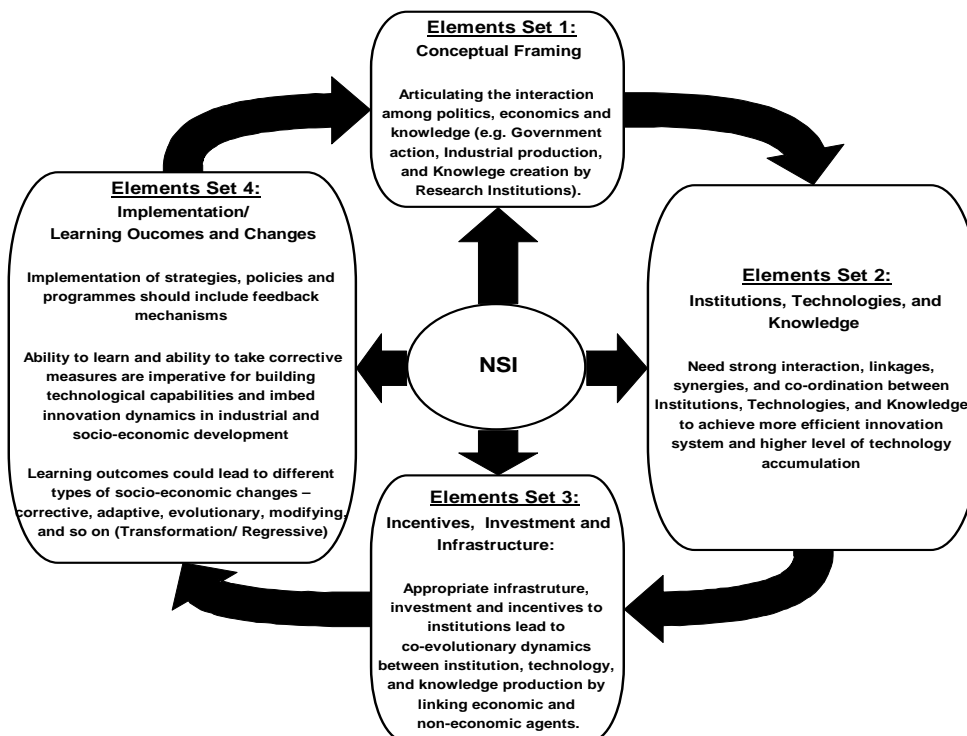 Elements Set 1:
Conceptual Framing
Articulating the interaction
among politics, economics and
knowledge (e.g. Government
action, Industrial production,
and Knowlege creation by
Research Institutions).
Elements Set 2:
Institutions, Technologies, and
Knowledge
Need strong interaction, linkages,
synergies, and co-ordination between
Institutions, Technologies, and Knowledge
to achieve more efficient innovation
system and higher level of technology
accumulation
Elements Set 3:
Incentives, Investment and
Infrastructure:
Appropriate infrastruture,
investment and incentives to
institutions lead to
co-evolutionary dynamics
between institution, technology,
and knowledge production by
linking economic and
non-economic agents.
Elements Set 4:
Implementation/
Learning Oucomes and Changes
Implementation of strategies, policies and
programmes should include feedback
mechanisms
Ability to learn and ability to take corrective
measures are imperative for building
technological capabilities and imbed
innovation dynamics in industrial and
socio-economic development
Learning outcomes could lead to different
types of socio-economic changes –
corrective, adaptive, evolutionary, modifying,
and so on (Transformation/ Regressive)
NSI